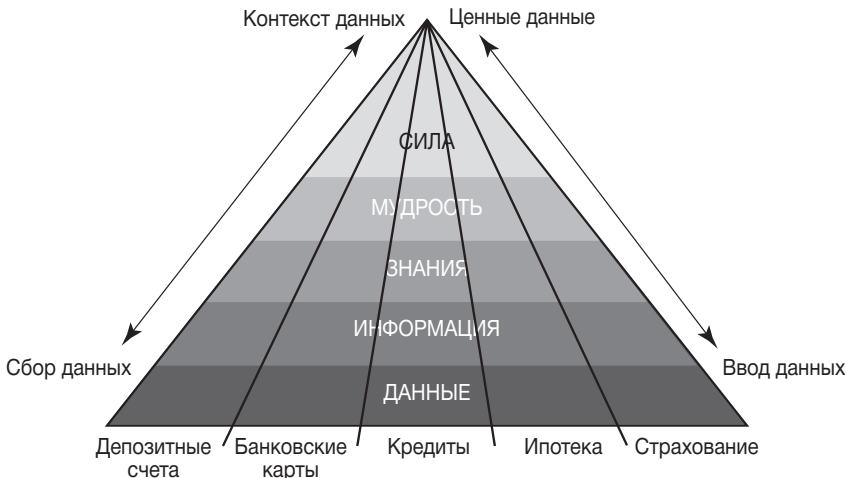 Контекст данных
Ценные данные
СИЛА
МУДРОСТЬ
ЗНАНИЯ
ИНФОРМАЦИЯ
Сбор данных
Ввод данных
ДАННЫЕ
Депозитные
счета
Банковские
карты
Кредиты
Ипотека
Страхование